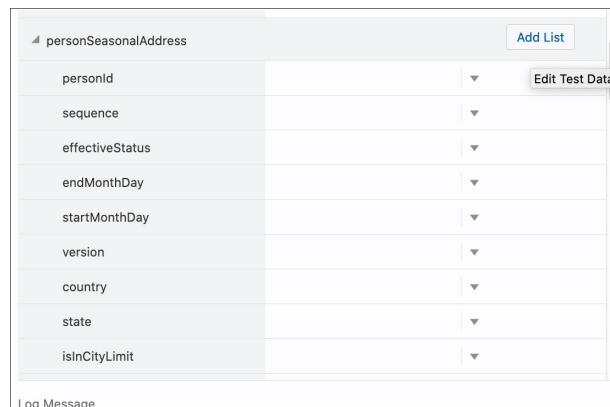 personSeasonalAddress Add List
personId Edit Test Data
sequence
effectiveStatus
endMonthDay
startMonthDay
version
country
state
isInCityLimit
Log Message